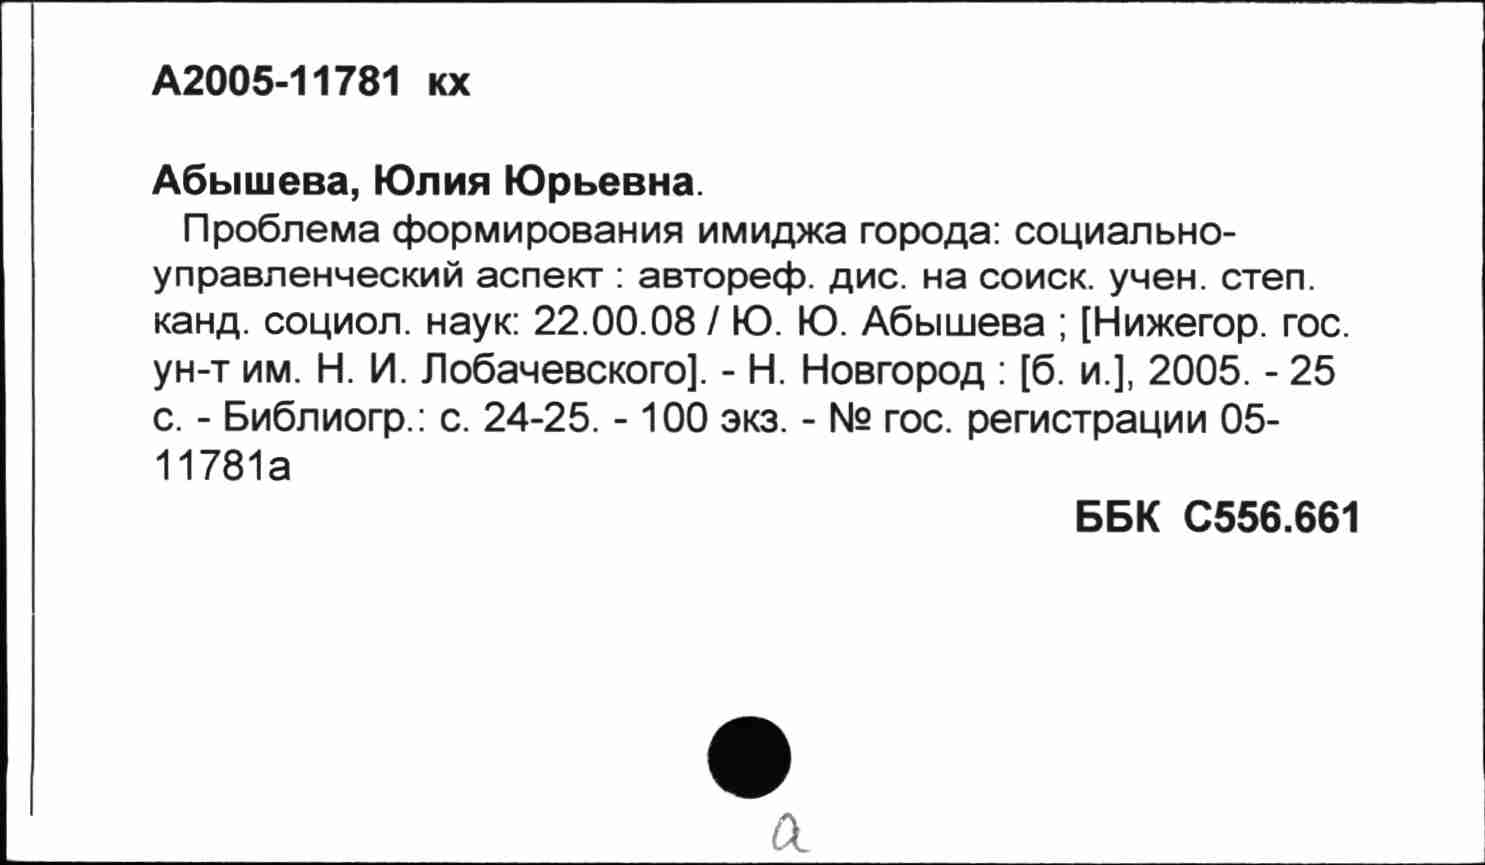 А2005-11781 кх
Абышева, Юлия Юрьевна.
Проблема формирования имиджа города: социально-
управленческий аспект : автореф. дис. на соиск. учен. степ.
канд. социол. наук: 22.00.08 / Ю. Ю. Абышева ; [Нижегор. гос.
ун-т им. Н. И. Лобачевского]. - Н. Новгород : [б. и.], 2005. - 25
с. - Библиогр.: с. 24-25. - 100 экз. - № гос. регистрации 05-
11781а
ББК С556.661
а